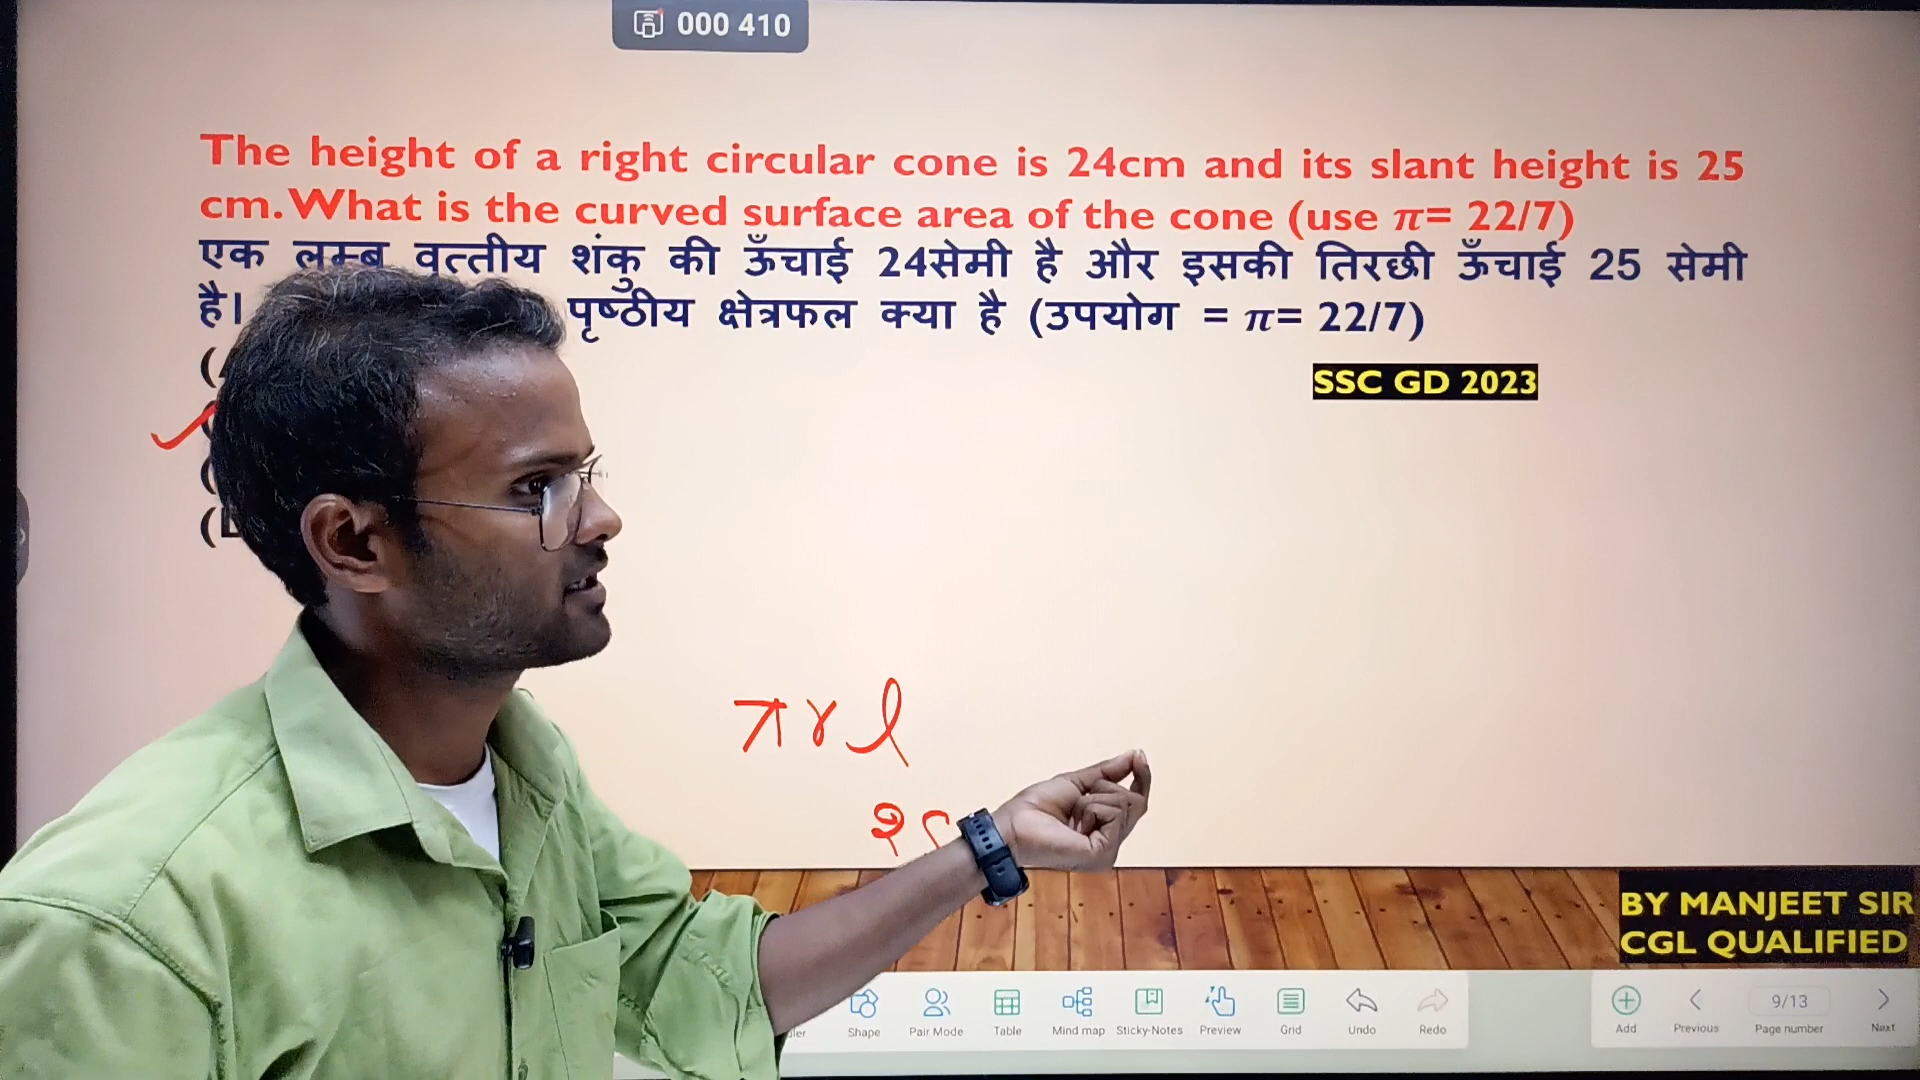 000 410
The height of a right circular cone is 24cm and its slant height is 25
cm. What is the curved surface area of the cone (use π= 22/7)
एक लम्ब वृत्तीय शंकु की ऊँचाई 24सेमी है और इसकी तिरछी ऊँचाई 25 सेमी
है। पृष्ठीय क्षेत्रफल क्या है (उपयोग = π= 22/7)
SSC GD 2023
πrl
BY MANJEET SIR
CGL QUALIFIED
Shape Pair Mode Table Mind map Sticky-Notes Preview Grid Undo Redo
9/13
Add Previous Page number Next